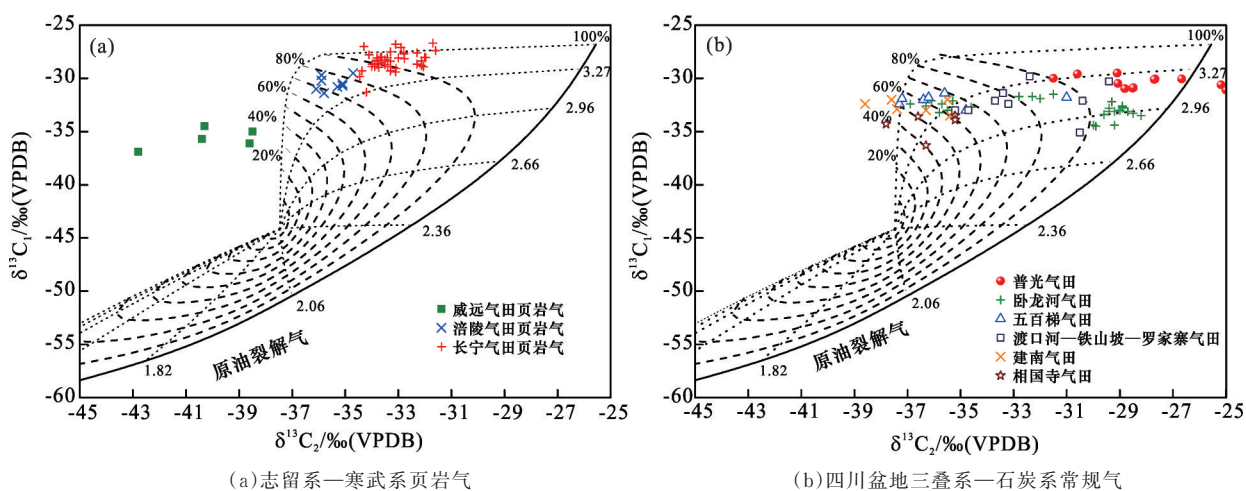 (a)
-25
-30
-35
-40
-45
-50
-55
-60
δ¹³C₁/‰(VPDB)
100%
80%
60%
40%
20%
3.27
2.96
2.66
2.36
2.06
1.82
原油裂解气
威远气田页岩气
涪陵气田页岩气
长宁气田页岩气
-45 -43 -41 -39 -37 -35 -33 -31 -29 -27 -25
δ¹³C₂/‰(VPDB)
(a)志留系—寒武系页岩气
(b)
-25
-30
-35
-40
-45
-50
-55
-60
δ¹³C₁/‰(VPDB)
100%
80%
60%
40%
20%
3.27
2.96
2.66
2.36
2.06
1.82
原油裂解气
普光气田
卧龙河气田
五百梯气田
渡口河—铁山坡—罗家寨气田
建南气田
相国寺气田
-45 -43 -41 -39 -37 -35 -33 -31 -29 -27 -25
δ¹³C₂/‰(VPDB)
(b)四川盆地三叠系—石炭系常规气